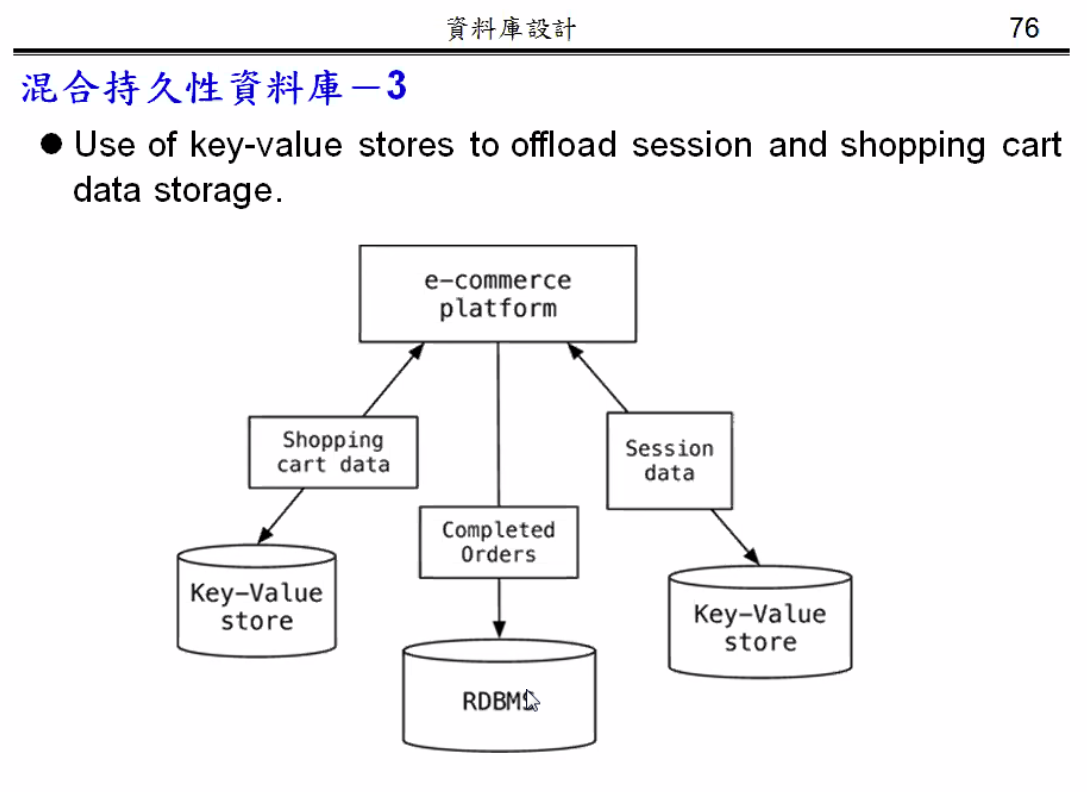 資料庫設計 76
混合持久性資料庫－3
● Use of key-value stores to offload session and shopping cart
data storage.
e-commerce
platform
Shopping
cart data
Session
data
Completed
Orders
Key-Value
store
Key-Value
store